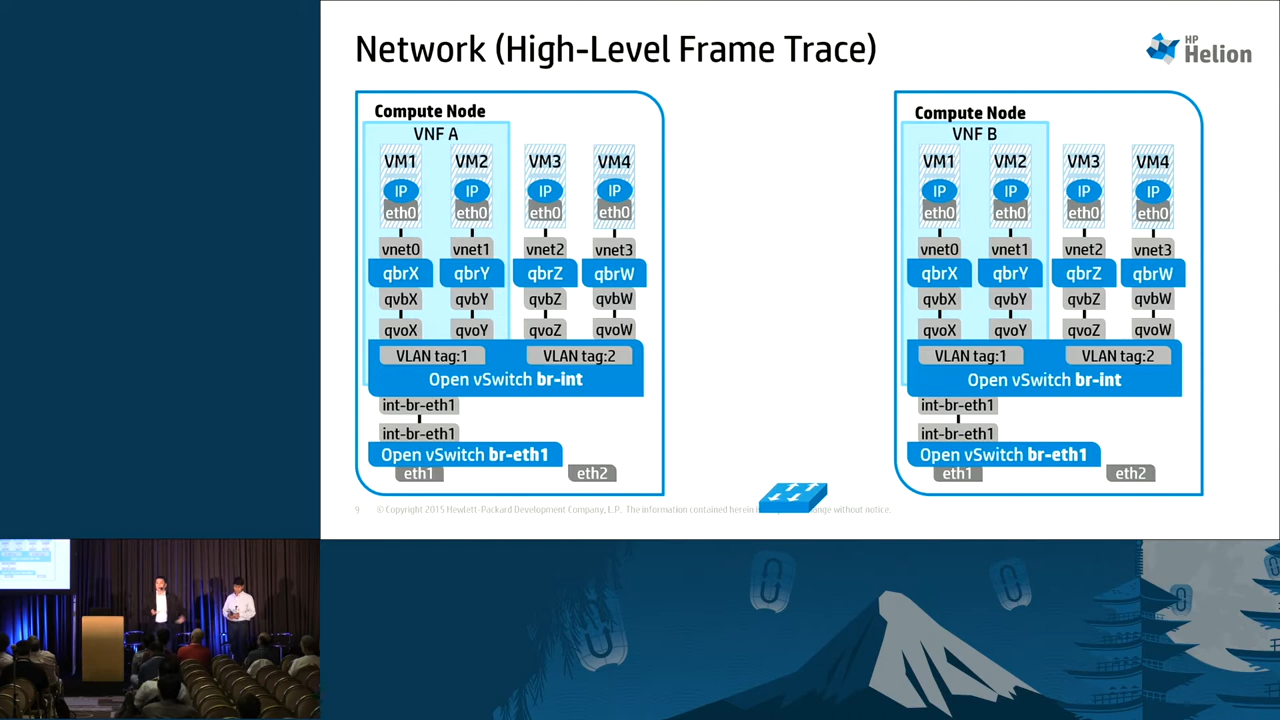 Network (High-Level Frame Trace)
HP
Helion
Compute Node
VNF A
VM1 VM2 VM3 VM4
IP IP IP IP
eth0 eth0 eth0 eth0
vnet0 vnet1 vnet2 vnet3
qbrX qbrY qbrZ qbrW
qvbX qvbY qvbZ qvbW
qvoX qvoY qvoZ qvoW
VLAN tag:1 VLAN tag:2
Open vSwitch br-int
int-br-eth1
int-br-eth1
Open vSwitch br-eth1
eth1 eth2
Compute Node
VNF B
VM1 VM2 VM3 VM4
IP IP IP IP
eth0 eth0 eth0 eth0
vnet0 vnet1 vnet2 vnet3
qbrX qbrY qbrZ qbrW
qvbX qvbY qvbZ qvbW
qvoX qvoY qvoZ qvoW
VLAN tag:1 VLAN tag:2
Open vSwitch br-int
int-br-eth1
int-br-eth1
Open vSwitch br-eth1
eth1 eth2
9 © Copyright 2015 Hewlett-Packard Development Company, L.P. The information contained herein without notice.